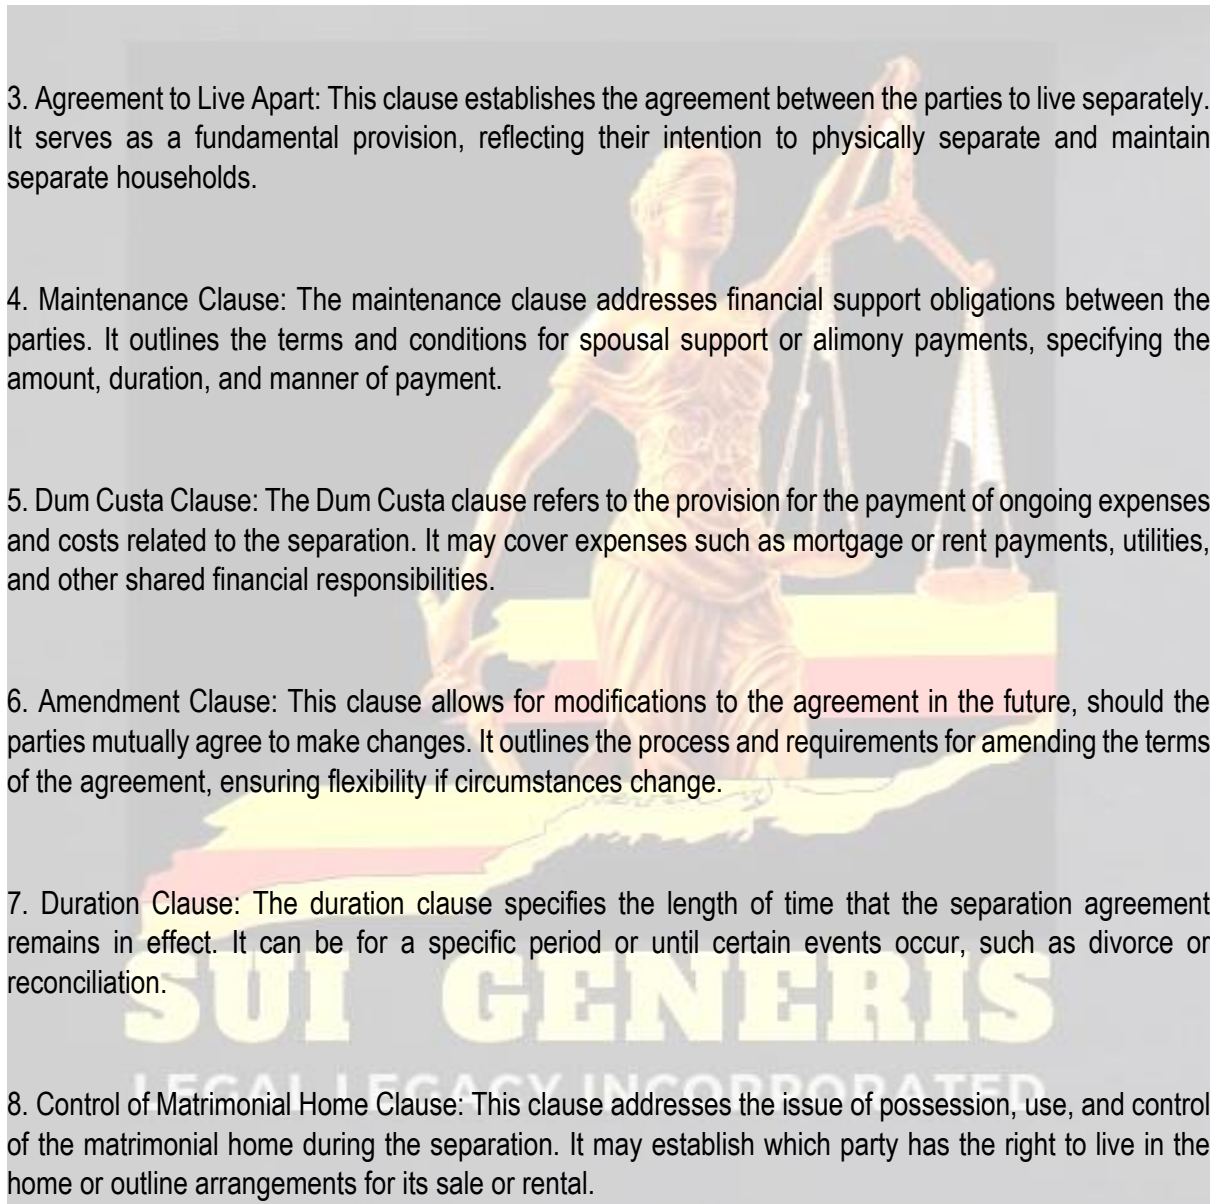 3. Agreement to Live Apart: This clause establishes the agreement between the parties to live separately.
It serves as a fundamental provision, reflecting their intention to physically separate and maintain
separate households.
4. Maintenance Clause: The maintenance clause addresses financial support obligations between the
parties. It outlines the terms and conditions for spousal support or alimony payments, specifying the
amount, duration, and manner of payment.
5. Dum Custa Clause: The Dum Custa clause refers to the provision for the payment of ongoing expenses
and costs related to the separation. It may cover expenses such as mortgage or rent payments, utilities,
and other shared financial responsibilities.
6. Amendment Clause: This clause allows for modifications to the agreement in the future, should the
parties mutually agree to make changes. It outlines the process and requirements for amending the terms
of the agreement, ensuring flexibility if circumstances change.
7. Duration Clause: The duration clause specifies the length of time that the separation agreement
remains in effect. It can be for a specific period or until certain events occur, such as divorce or
reconciliation.
SUI GENERIS
LEGAL LEGACY INCORPORATED
8. Control of Matrimonial Home Clause: This clause addresses the issue of possession, use, and control
of the matrimonial home during the separation. It may establish which party has the right to live in the
home or outline arrangements for its sale or rental.